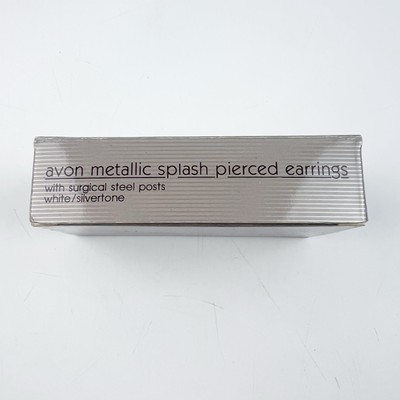 avon metallic splash pierced earrings
with surgical steel posts
white/silvertone